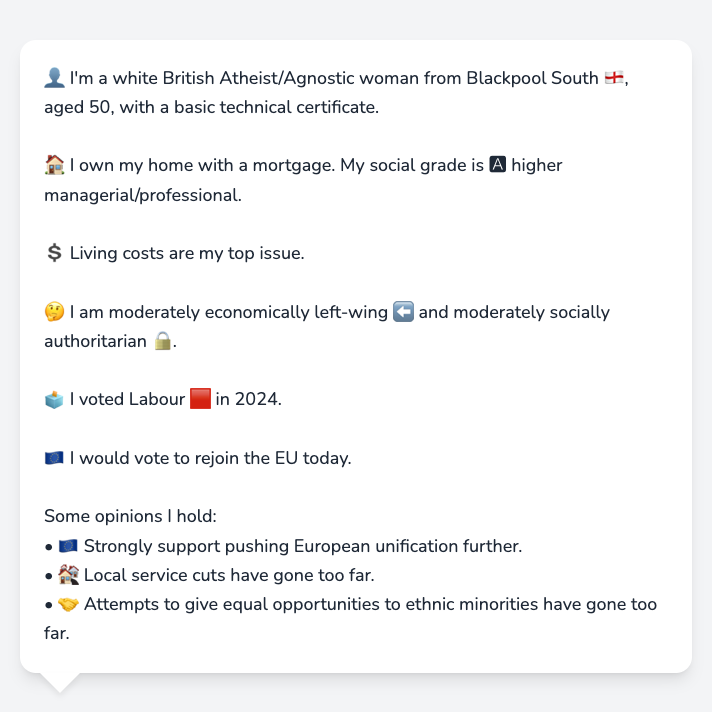 👤 I'm a white British Atheist/Agnostic woman from Blackpool South 🏴󠁧󠁢󠁥󠁮󠁧󠁿,
aged 50, with a basic technical certificate.
🏠 I own my home with a mortgage. My social grade is 🅰 higher
managerial/professional.
💲 Living costs are my top issue.
🤔 I am moderately economically left-wing ⬅️ and moderately socially
authoritarian 🔒.
🗳️ I voted Labour 🟥 in 2024.
🇪🇺 I would vote to rejoin the EU today.
Some opinions I hold:
• 🇪🇺 Strongly support pushing European unification further.
• 🏚️ Local service cuts have gone too far.
• 🤝 Attempts to give equal opportunities to ethnic minorities have gone too
far.